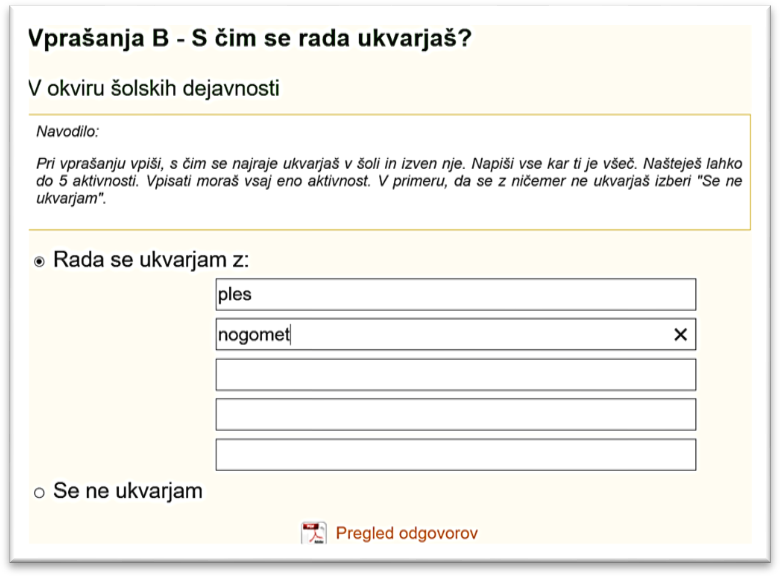 Vprašanja B - S čim se rada ukvarjaš?
V okviru šolskih dejavnosti
Navodilo:
Pri vprašanju vpiši, s čim se najraje ukvarjaš v šoli in izven nje. Napiši vse kar ti je všeč. Našteješ lahko
do 5 aktivnosti. Vpisati moraš vsaj eno aktivnost. V primeru, da se z ničemer ne ukvarjaš izberi "Se ne
ukvarjam".
Rada se ukvarjam z:
ples
nogomet
Se ne ukvarjam
Pregled odgovorov